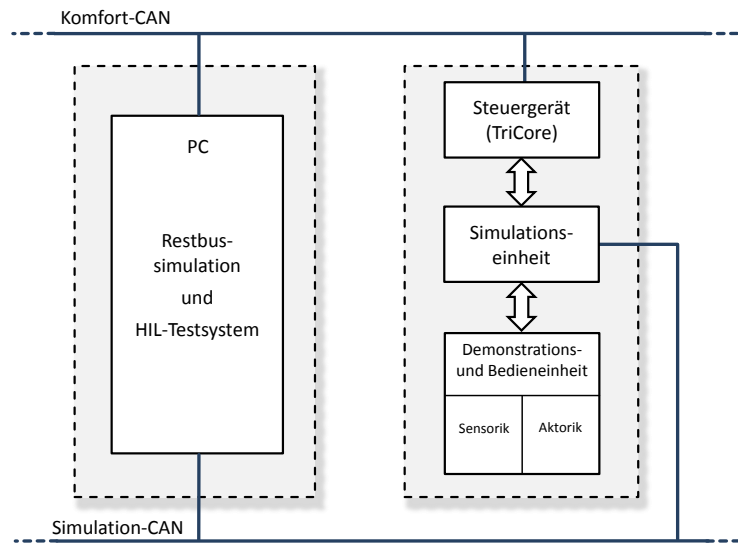 Komfort-CAN
PC
Restbus-
simulation
und
HIL-Testsystem
Steuergerät
(TriCore)
Simulations-
einheit
Demonstrations-
und Bedieneinheit
Sensorik
Aktorik
Simulation-CAN